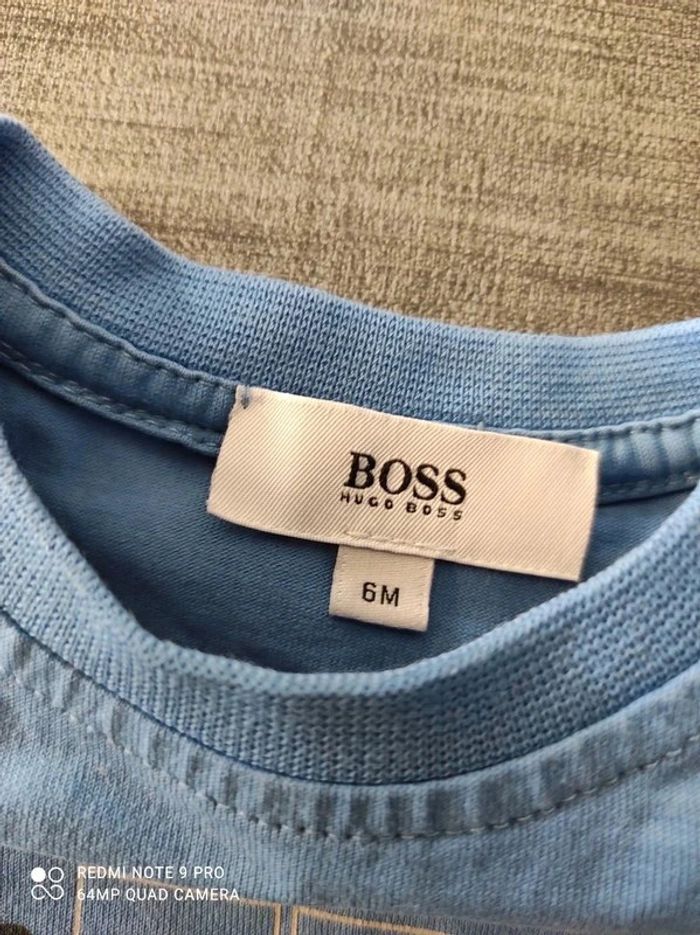 BOSS
HUGO BOSS
6M
REDMI NOTE 9 PRO
64MP QUAD CAMERA